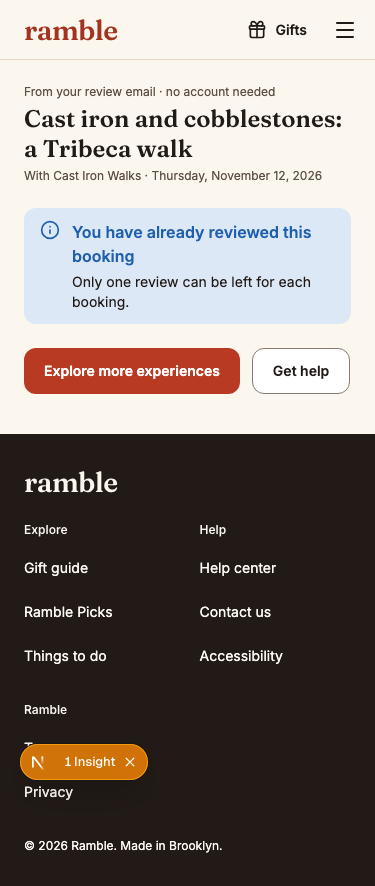 ramble
Gifts
From your review email · no account needed
Cast iron and cobblestones:
a Tribeca walk
With Cast Iron Walks · Thursday, November 12, 2026
You have already reviewed this
booking
Only one review can be left for each
booking.
Explore more experiences
Get help
ramble
Explore
Help
Gift guide
Help center
Ramble Picks
Contact us
Things to do
Accessibility
Ramble
1 Insight
Privacy
© 2026 Ramble. Made in Brooklyn.